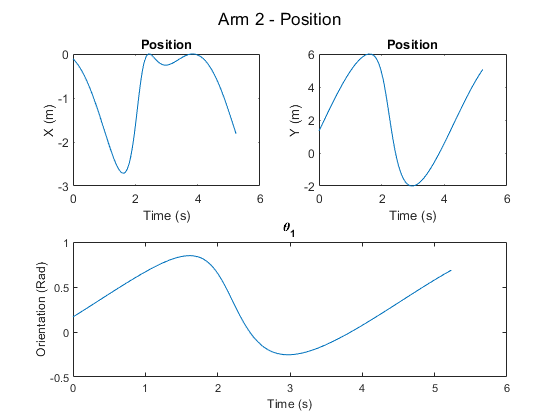 Arm 2 - Position
Position
X (m)
0
-1
-2
-3
0 2 4 6
Time (s)
Position
Y (m)
6
4
2
0
-2
0 2 4 6
Time (s)
θ1
Orientation (Rad)
1
0.5
0
-0.5
0 1 2 3 4 5 6
Time (s)